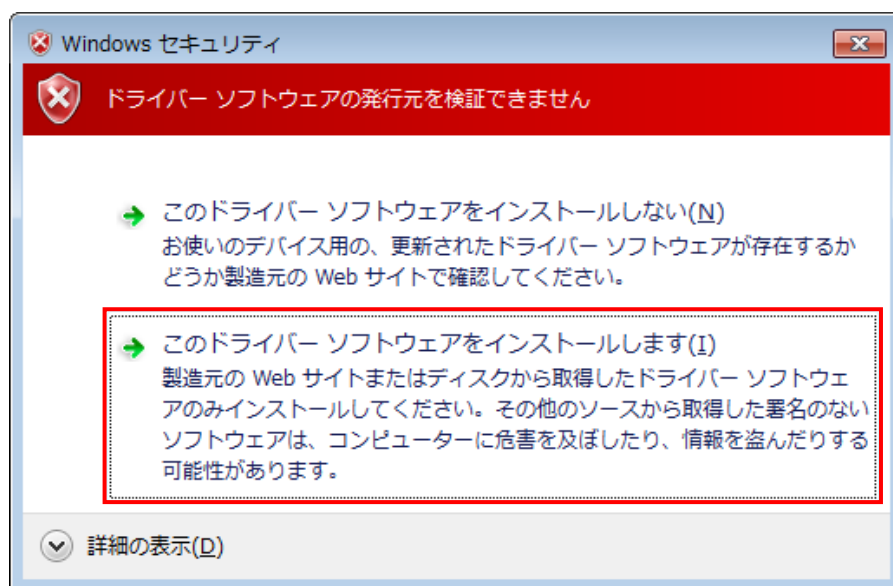 Windows セキュリティ
ドライバー ソフトウェアの発行元を検証できません
このドライバー ソフトウェアをインストールしない(N)
お使いのデバイス用の、更新されたドライバー ソフトウェアが存在するか
どうか製造元の Web サイトで確認してください。
このドライバー ソフトウェアをインストールします(I)
製造元の Web サイトまたはディスクから取得したドライバー ソフトウェ
アのみインストールしてください。その他のソースから取得した署名のない
ソフトウェアは、コンピューターに危害を及ぼしたり、情報を盗んだりする
可能性があります。
詳細の表示(D)